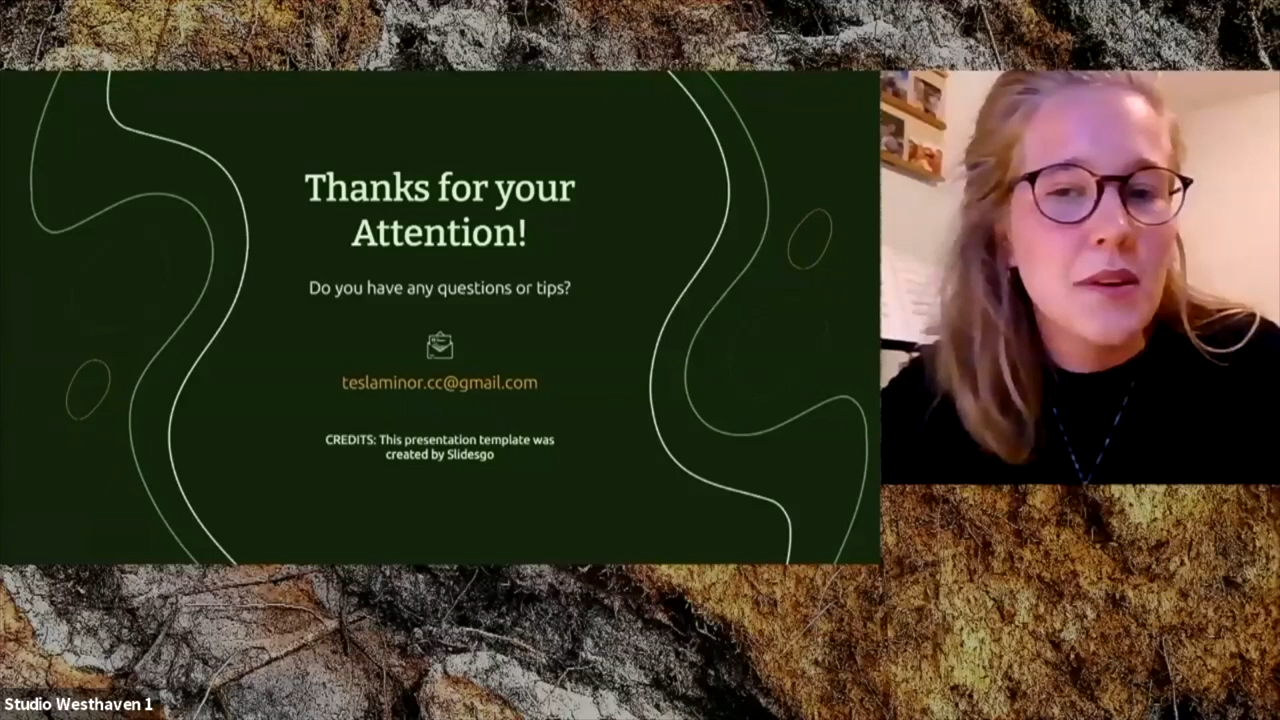 Thanks for your
Attention!
Do you have any questions or tips?
teslaminor.cc@gmail.com
CREDITS: This presentation template was
created by Slidesgo
Studio Westhaven 1